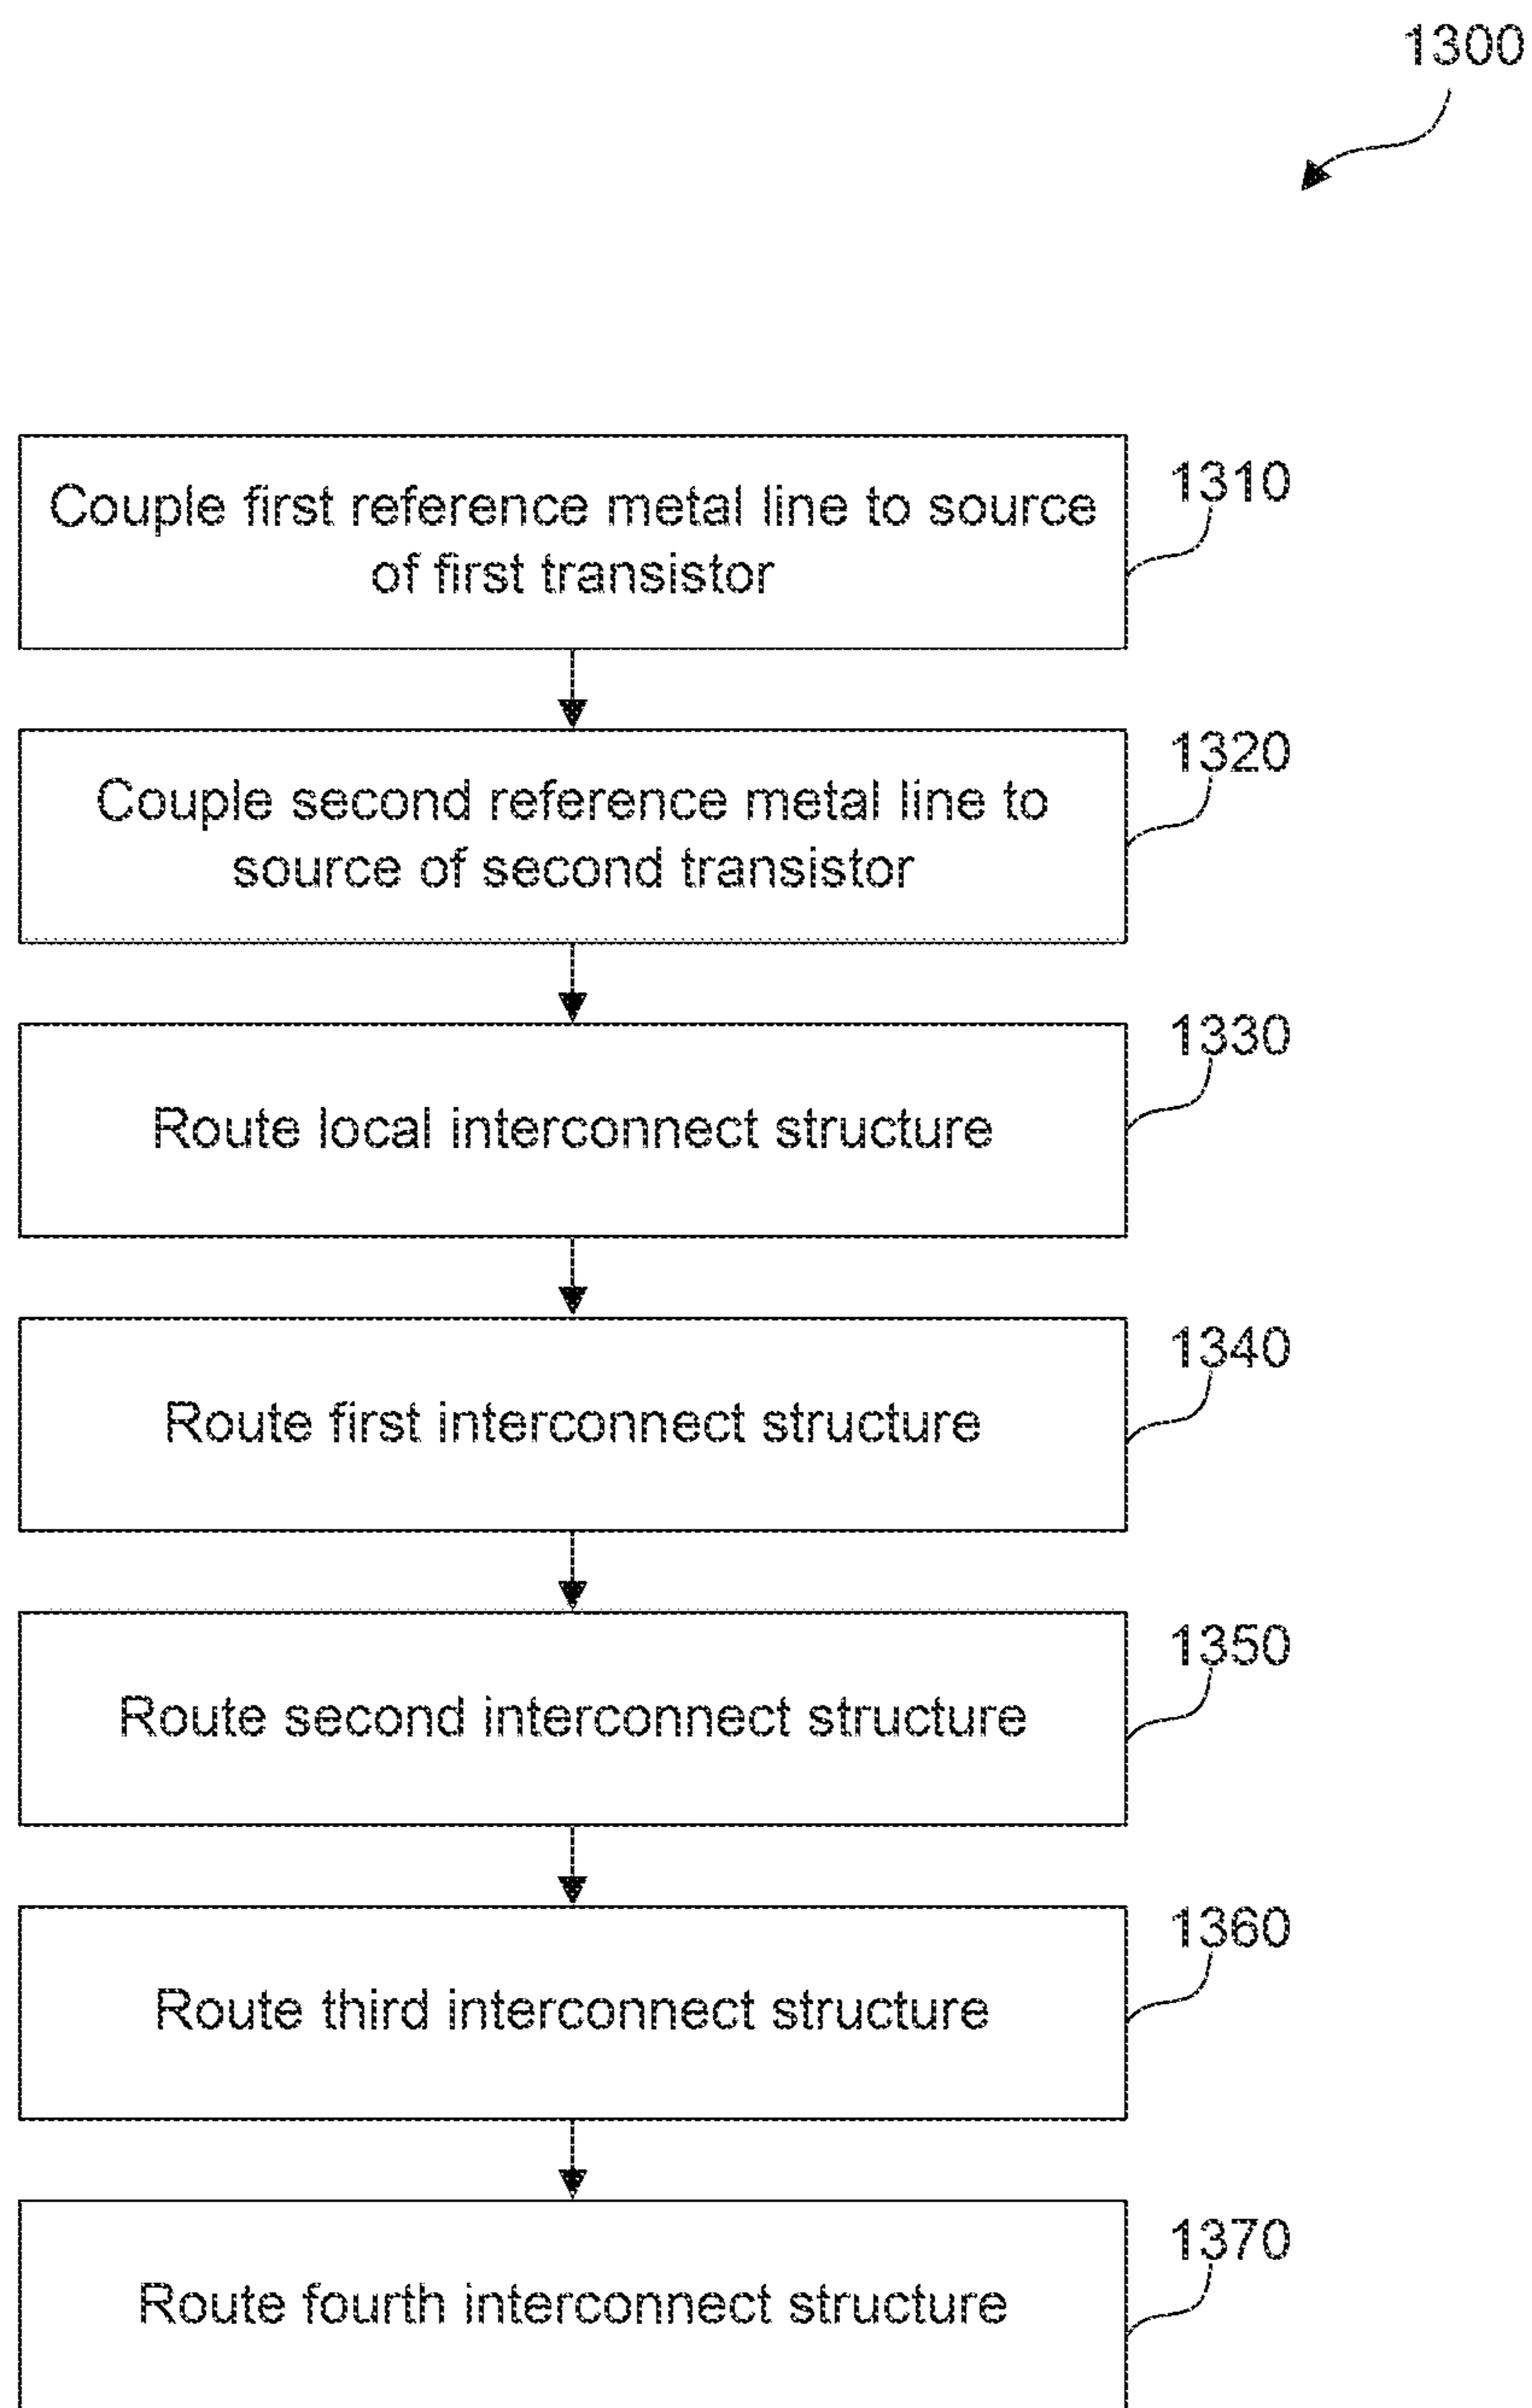 1300
Couple first reference metal line to source
of first transistor
1310
Couple second reference metal line to
source of second transistor
1320
Route local interconnect structure
1330
Route first interconnect structure
1340
Route second interconnect structure
1350
Route third interconnect structure
1360
Route fourth interconnect structure
1370